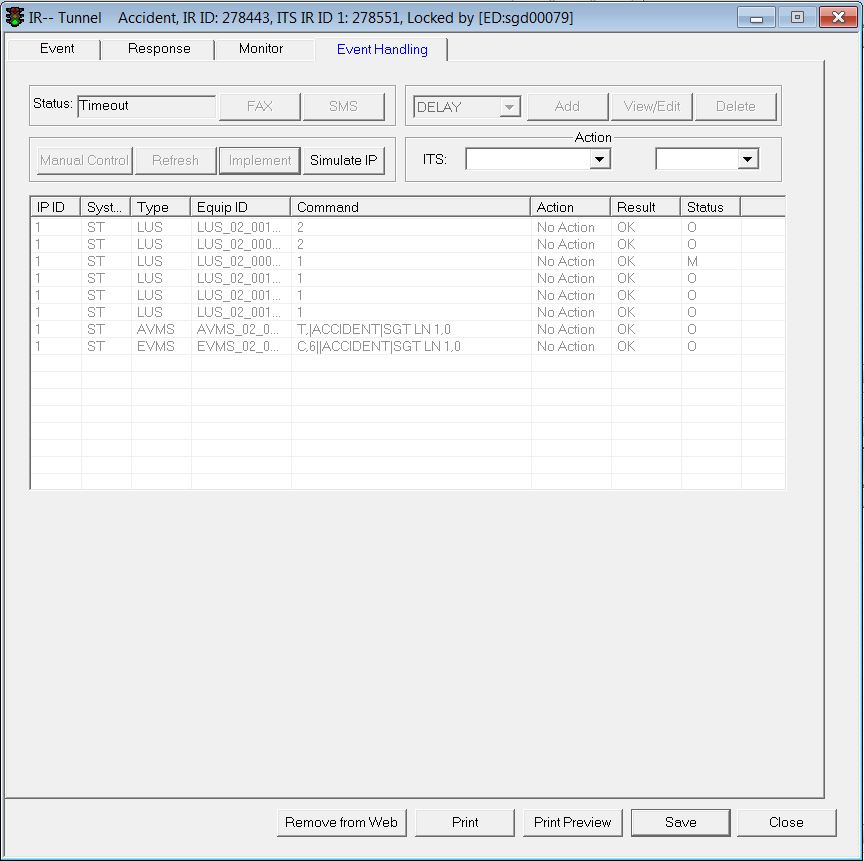 IR-- Tunnel Accident, IR ID: 278443, ITS IR ID 1: 278551, Locked by [ED:sgd00079]
Event Response Monitor Event Handling
Status: Timeout FAX SMS DELAY Add View/Edit Delete
Action
Manual Control Refresh Implement Simulate IP ITS:
IP ID Syst... Type Equip ID Command Action Result Status
1 ST LUS LUS_02_001... 2 No Action OK O
1 ST LUS LUS_02_000... 2 No Action OK O
1 ST LUS LUS_02_000... 1 No Action OK M
1 ST LUS LUS_02_001... 1 No Action OK O
1 ST LUS LUS_02_001... 1 No Action OK O
1 ST LUS LUS_02_001... 1 No Action OK O
1 ST AVMS AVMS_02_0... T,|ACCIDENT|SGT LN 1,0 No Action OK O
1 ST EVMS EVMS_02_0... C,6||ACCIDENT|SGT LN 1,0 No Action OK O
Remove from Web Print Print Preview Save Close